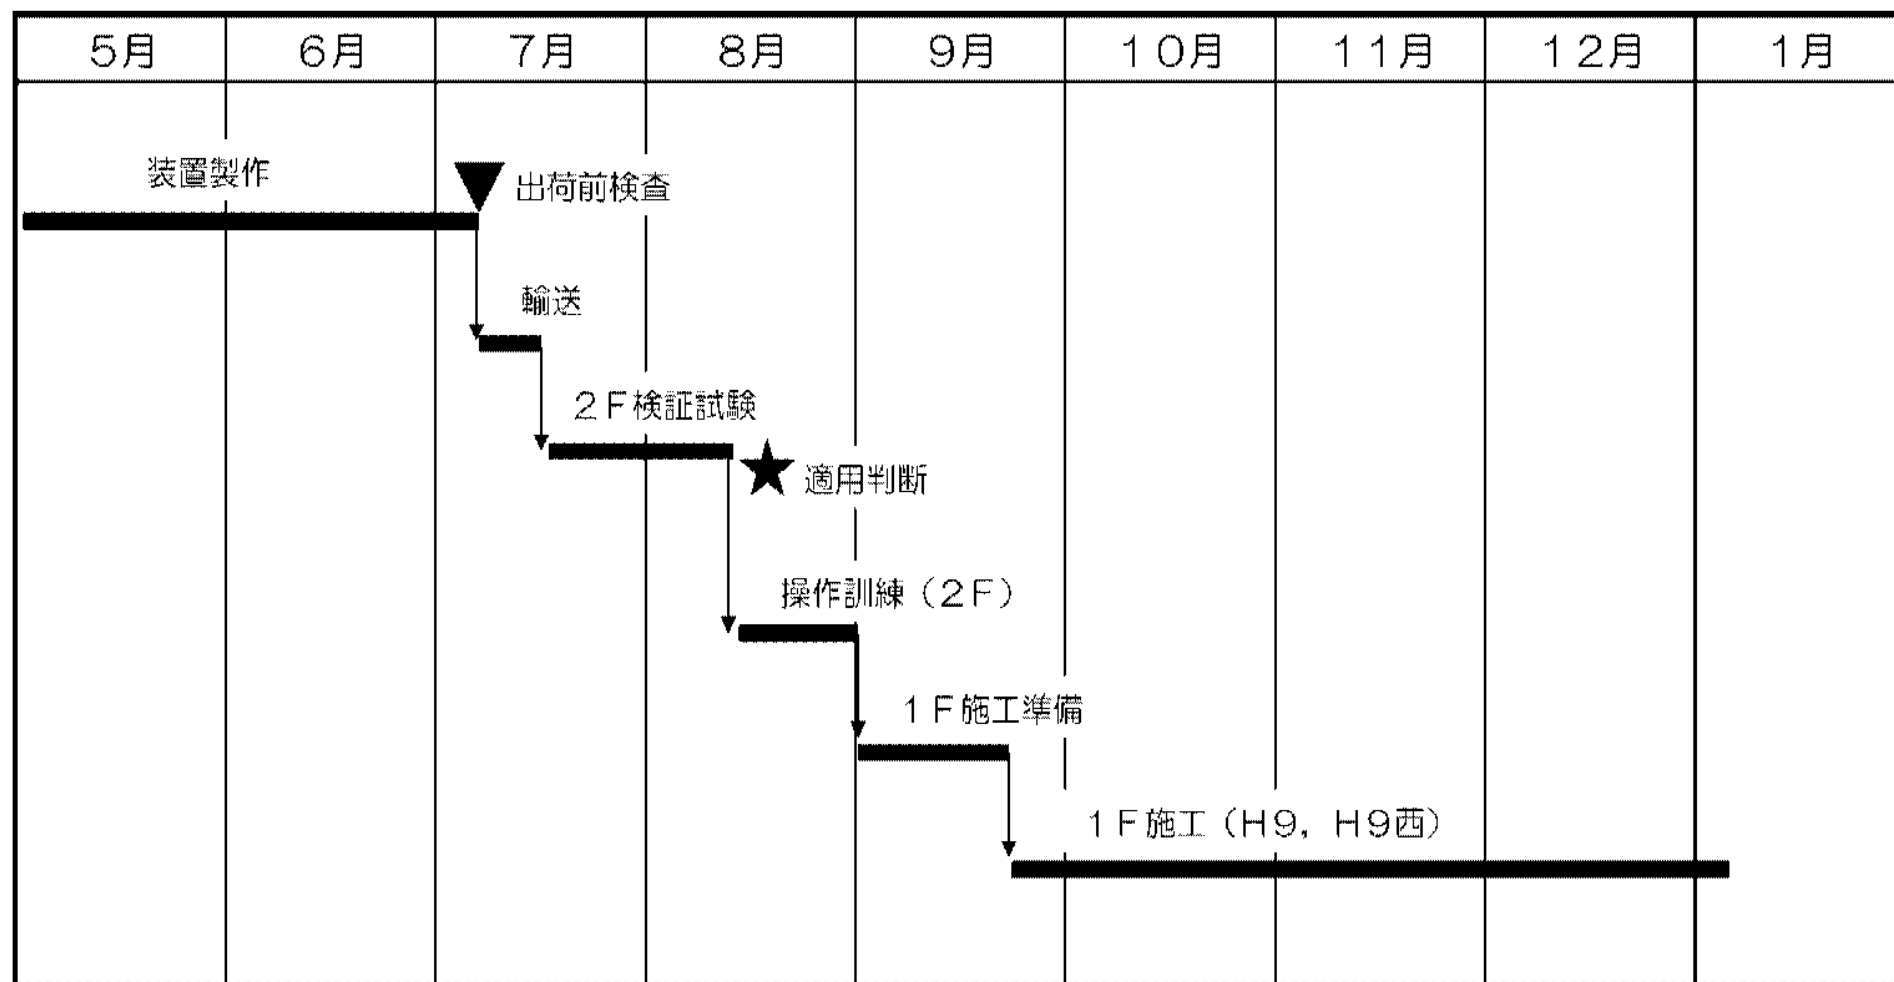 ５月 ６月 ７月 ８月 ９月 １０月 １１月 １２月 １月
装置製作
出荷前検査
輸送
２Ｆ検証試験
適用判断
操作訓練（２Ｆ）
１Ｆ施工準備
１Ｆ施工（Ｈ９，Ｈ９西）